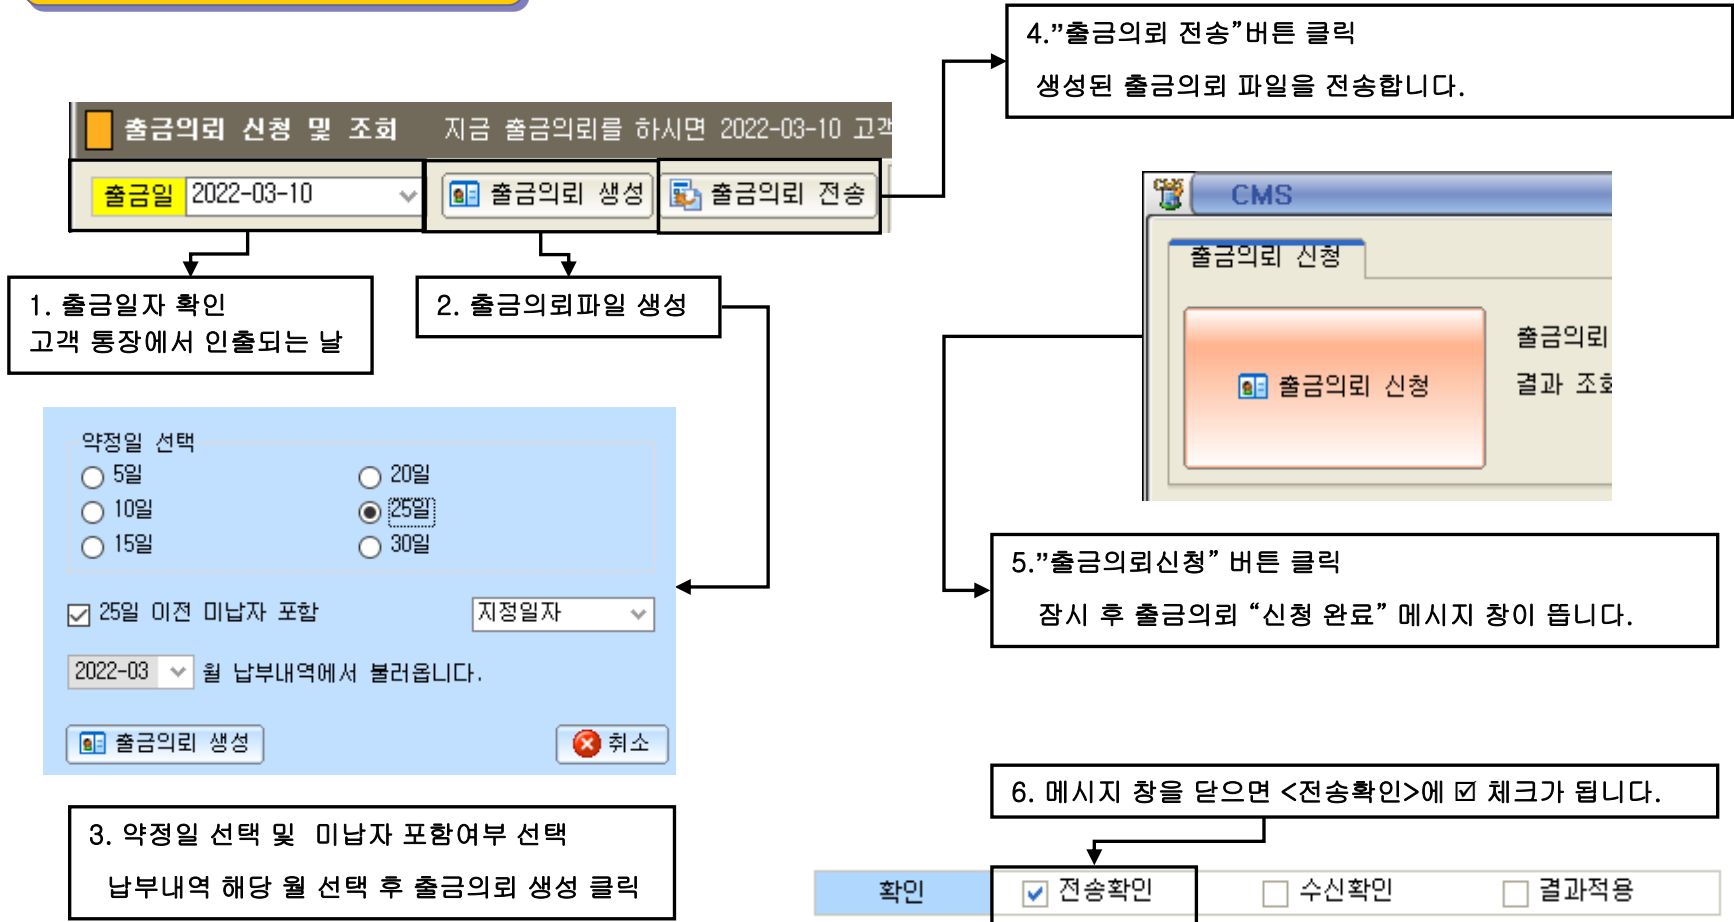 4.”출금의뢰 전송”버튼 클릭
생성된 출금의뢰 파일을 전송합니다.
출금의뢰 신청 및 조회 지금 출금의뢰를 하시면 2022-03-10 고객
출금일 2022-03-10 출금의뢰 생성 출금의뢰 전송
1. 출금일자 확인
고객 통장에서 인출되는 날
2. 출금의뢰파일 생성
약정일 선택
5일 20일
10일 25일
15일 30일
25일 이전 미납자 포함 지정일자
2022-03 월 납부내역에서 불러옵니다.
출금의뢰 생성 취소
3. 약정일 선택 및 미납자 포함여부 선택
납부내역 해당 월 선택 후 출금의뢰 생성 클릭
CMS
출금의뢰 신청
출금의뢰
출금의뢰 신청
결과 조회
5.”출금의뢰신청” 버튼 클릭
잠시 후 출금의뢰 “신청 완료” 메시지 창이 뜹니다.
6. 메시지 창을 닫으면 <전송확인>에 ☑ 체크가 됩니다.
확인 전송확인 수신확인 결과적용